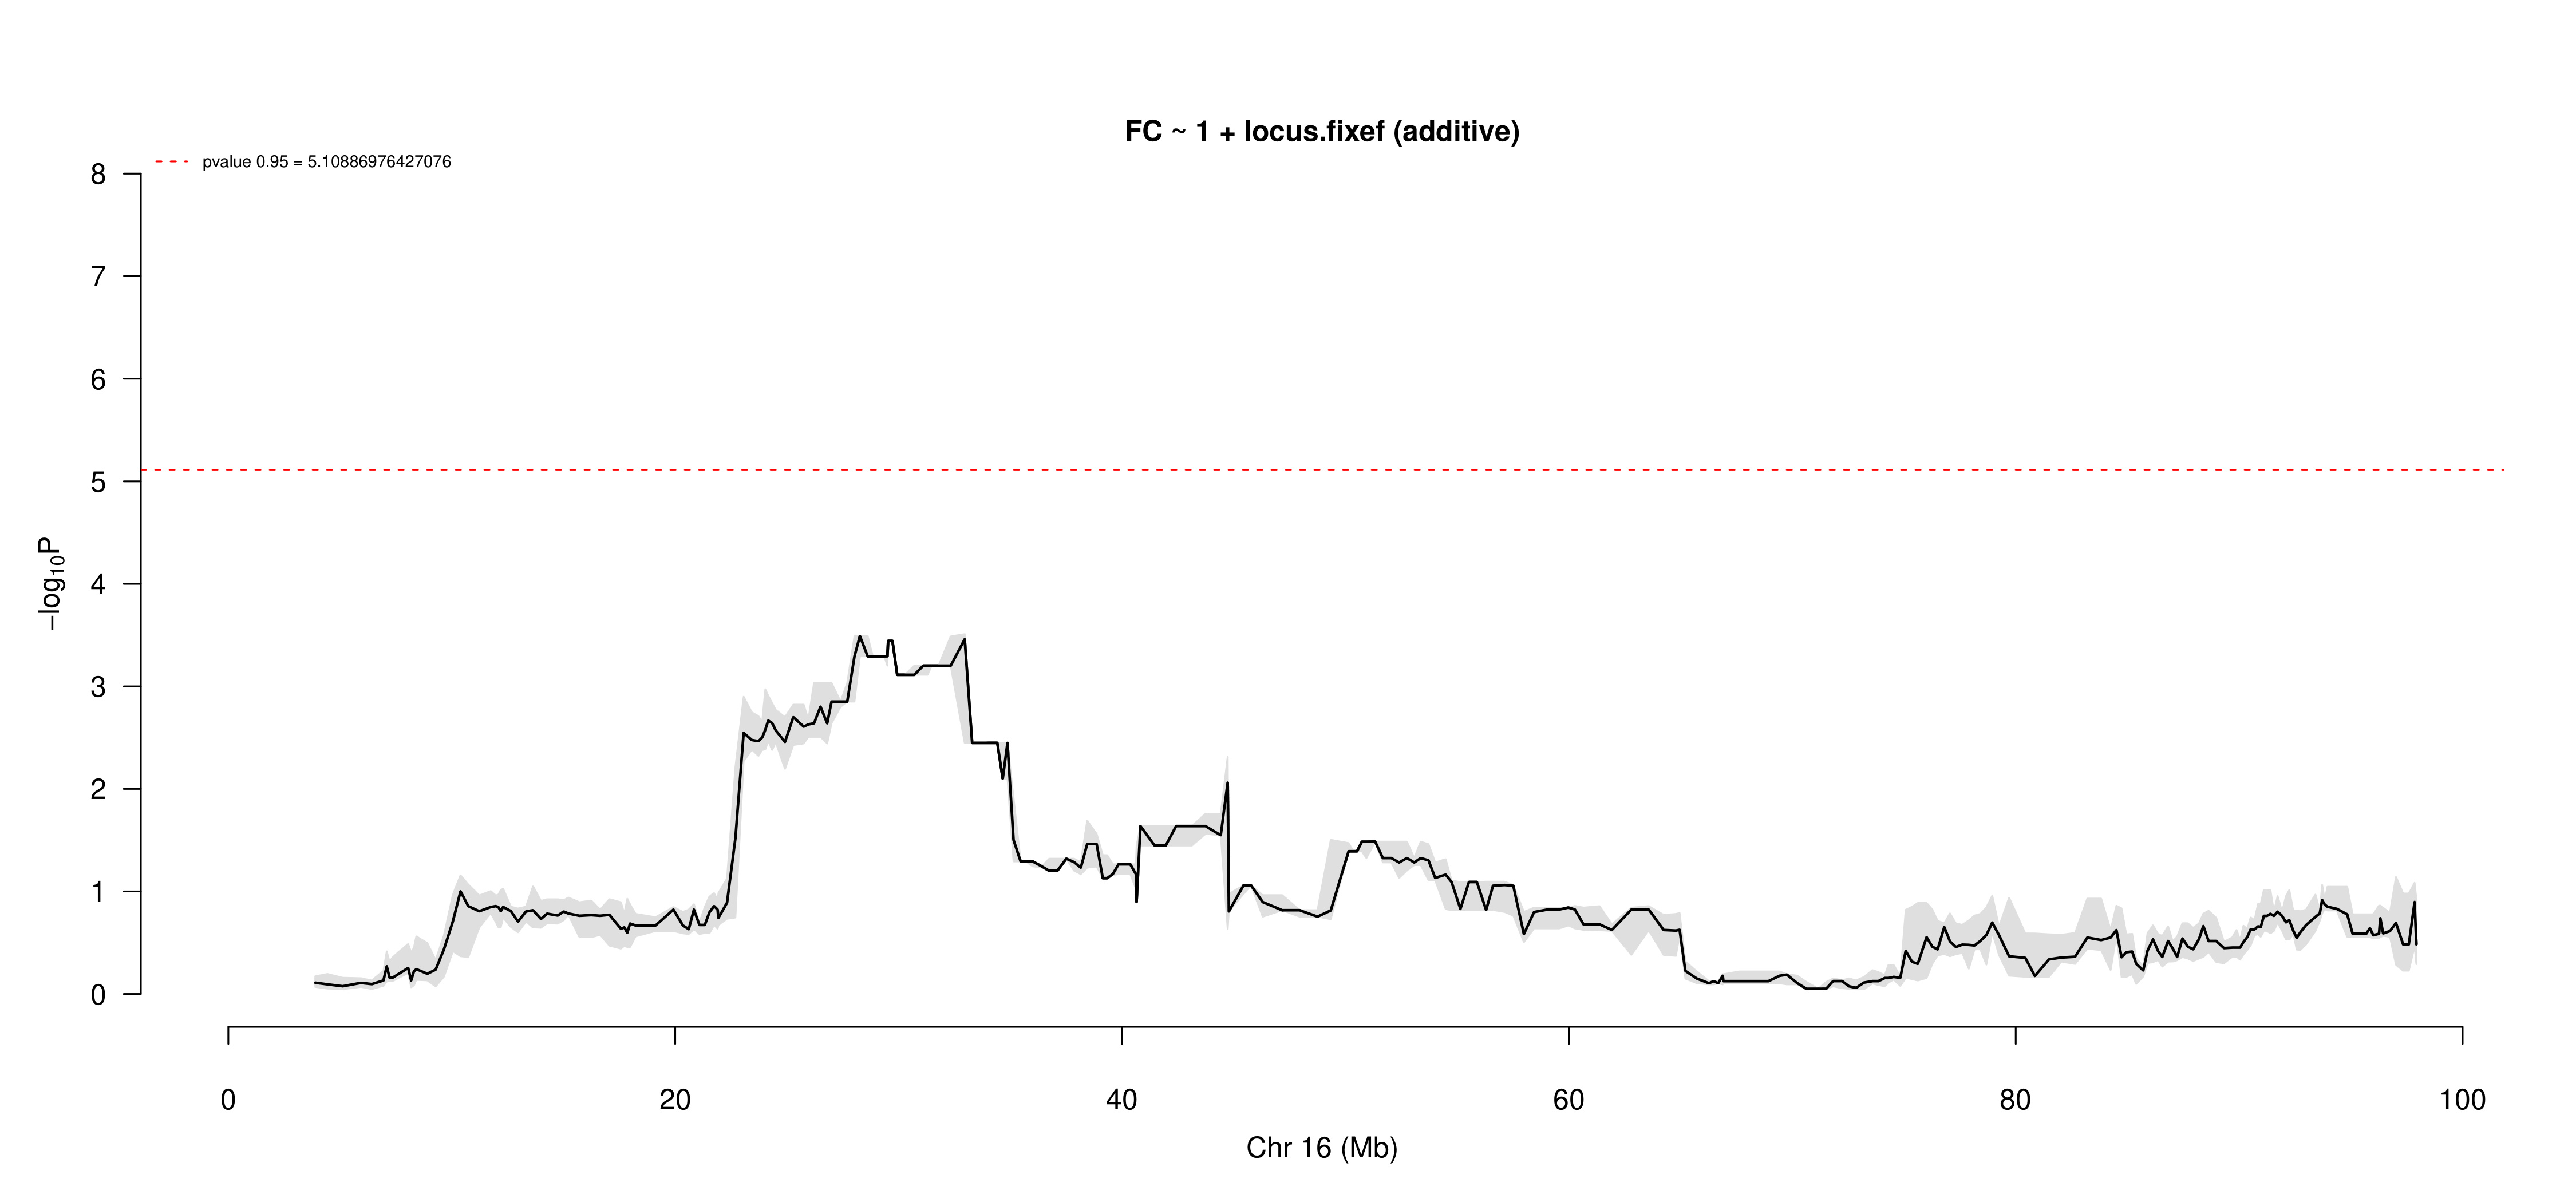 FC ~ 1 + locus.fixef (additive)
pvalue 0.95 = 5.10886976427076
8
7
6
5
4
3
2
1
0
−log10P
0 20 40 60 80 100
Chr 16 (Mb)